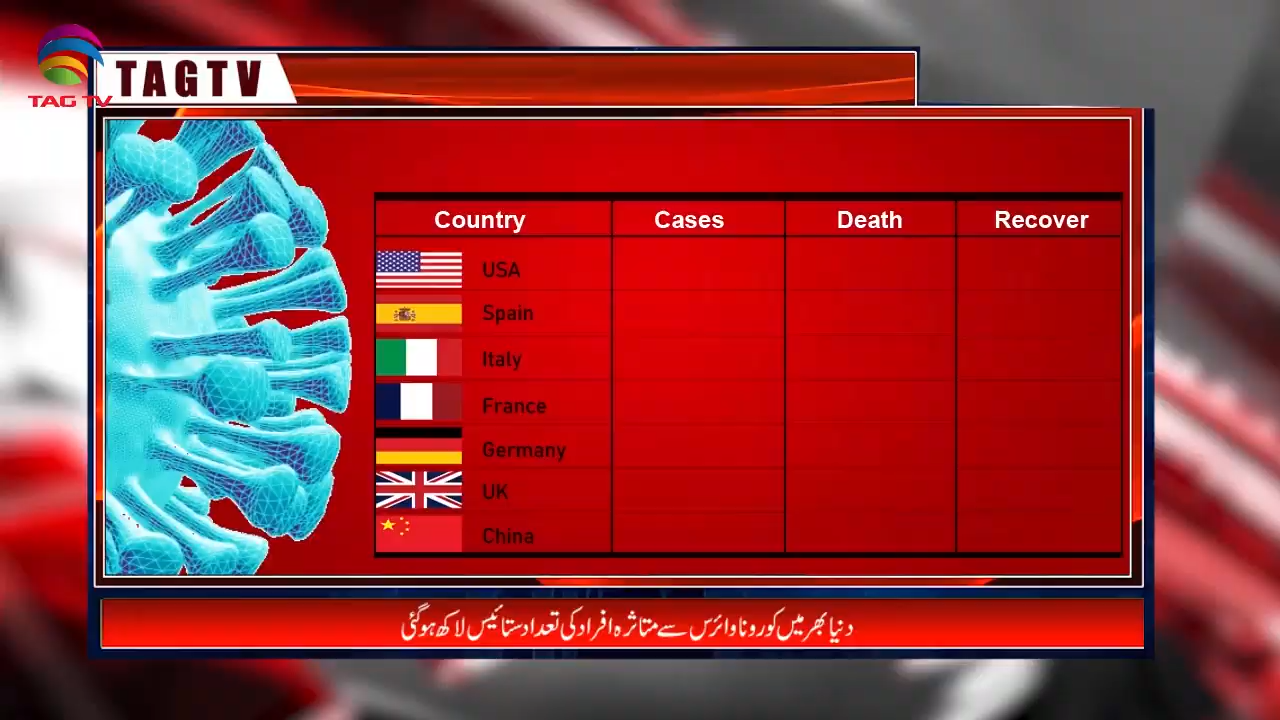 TAG TV
TAGTV
Country Cases Death Recover
USA
Spain
Italy
France
Germany
UK
China
دنیا بھر میں کورونا وائرس سے متاثرہ افراد کی تعداد ستائیس لاکھ ہوگئی